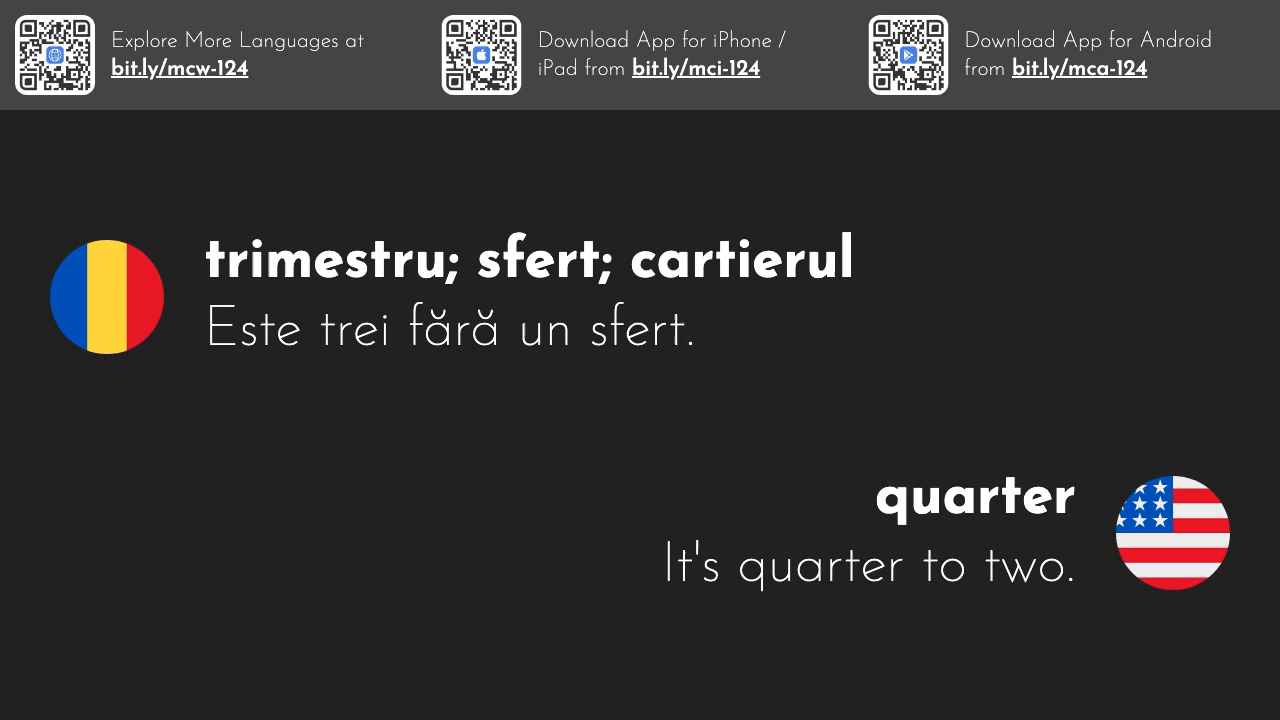 Explore More Languages at
bit.ly/mcw-124
Download App for iPhone /
iPad from bit.ly/mci-124
Download App for Android
from bit.ly/mca-124
trimestru; sfert; cartierul
Este trei fără un sfert.
quarter
It's quarter to two.